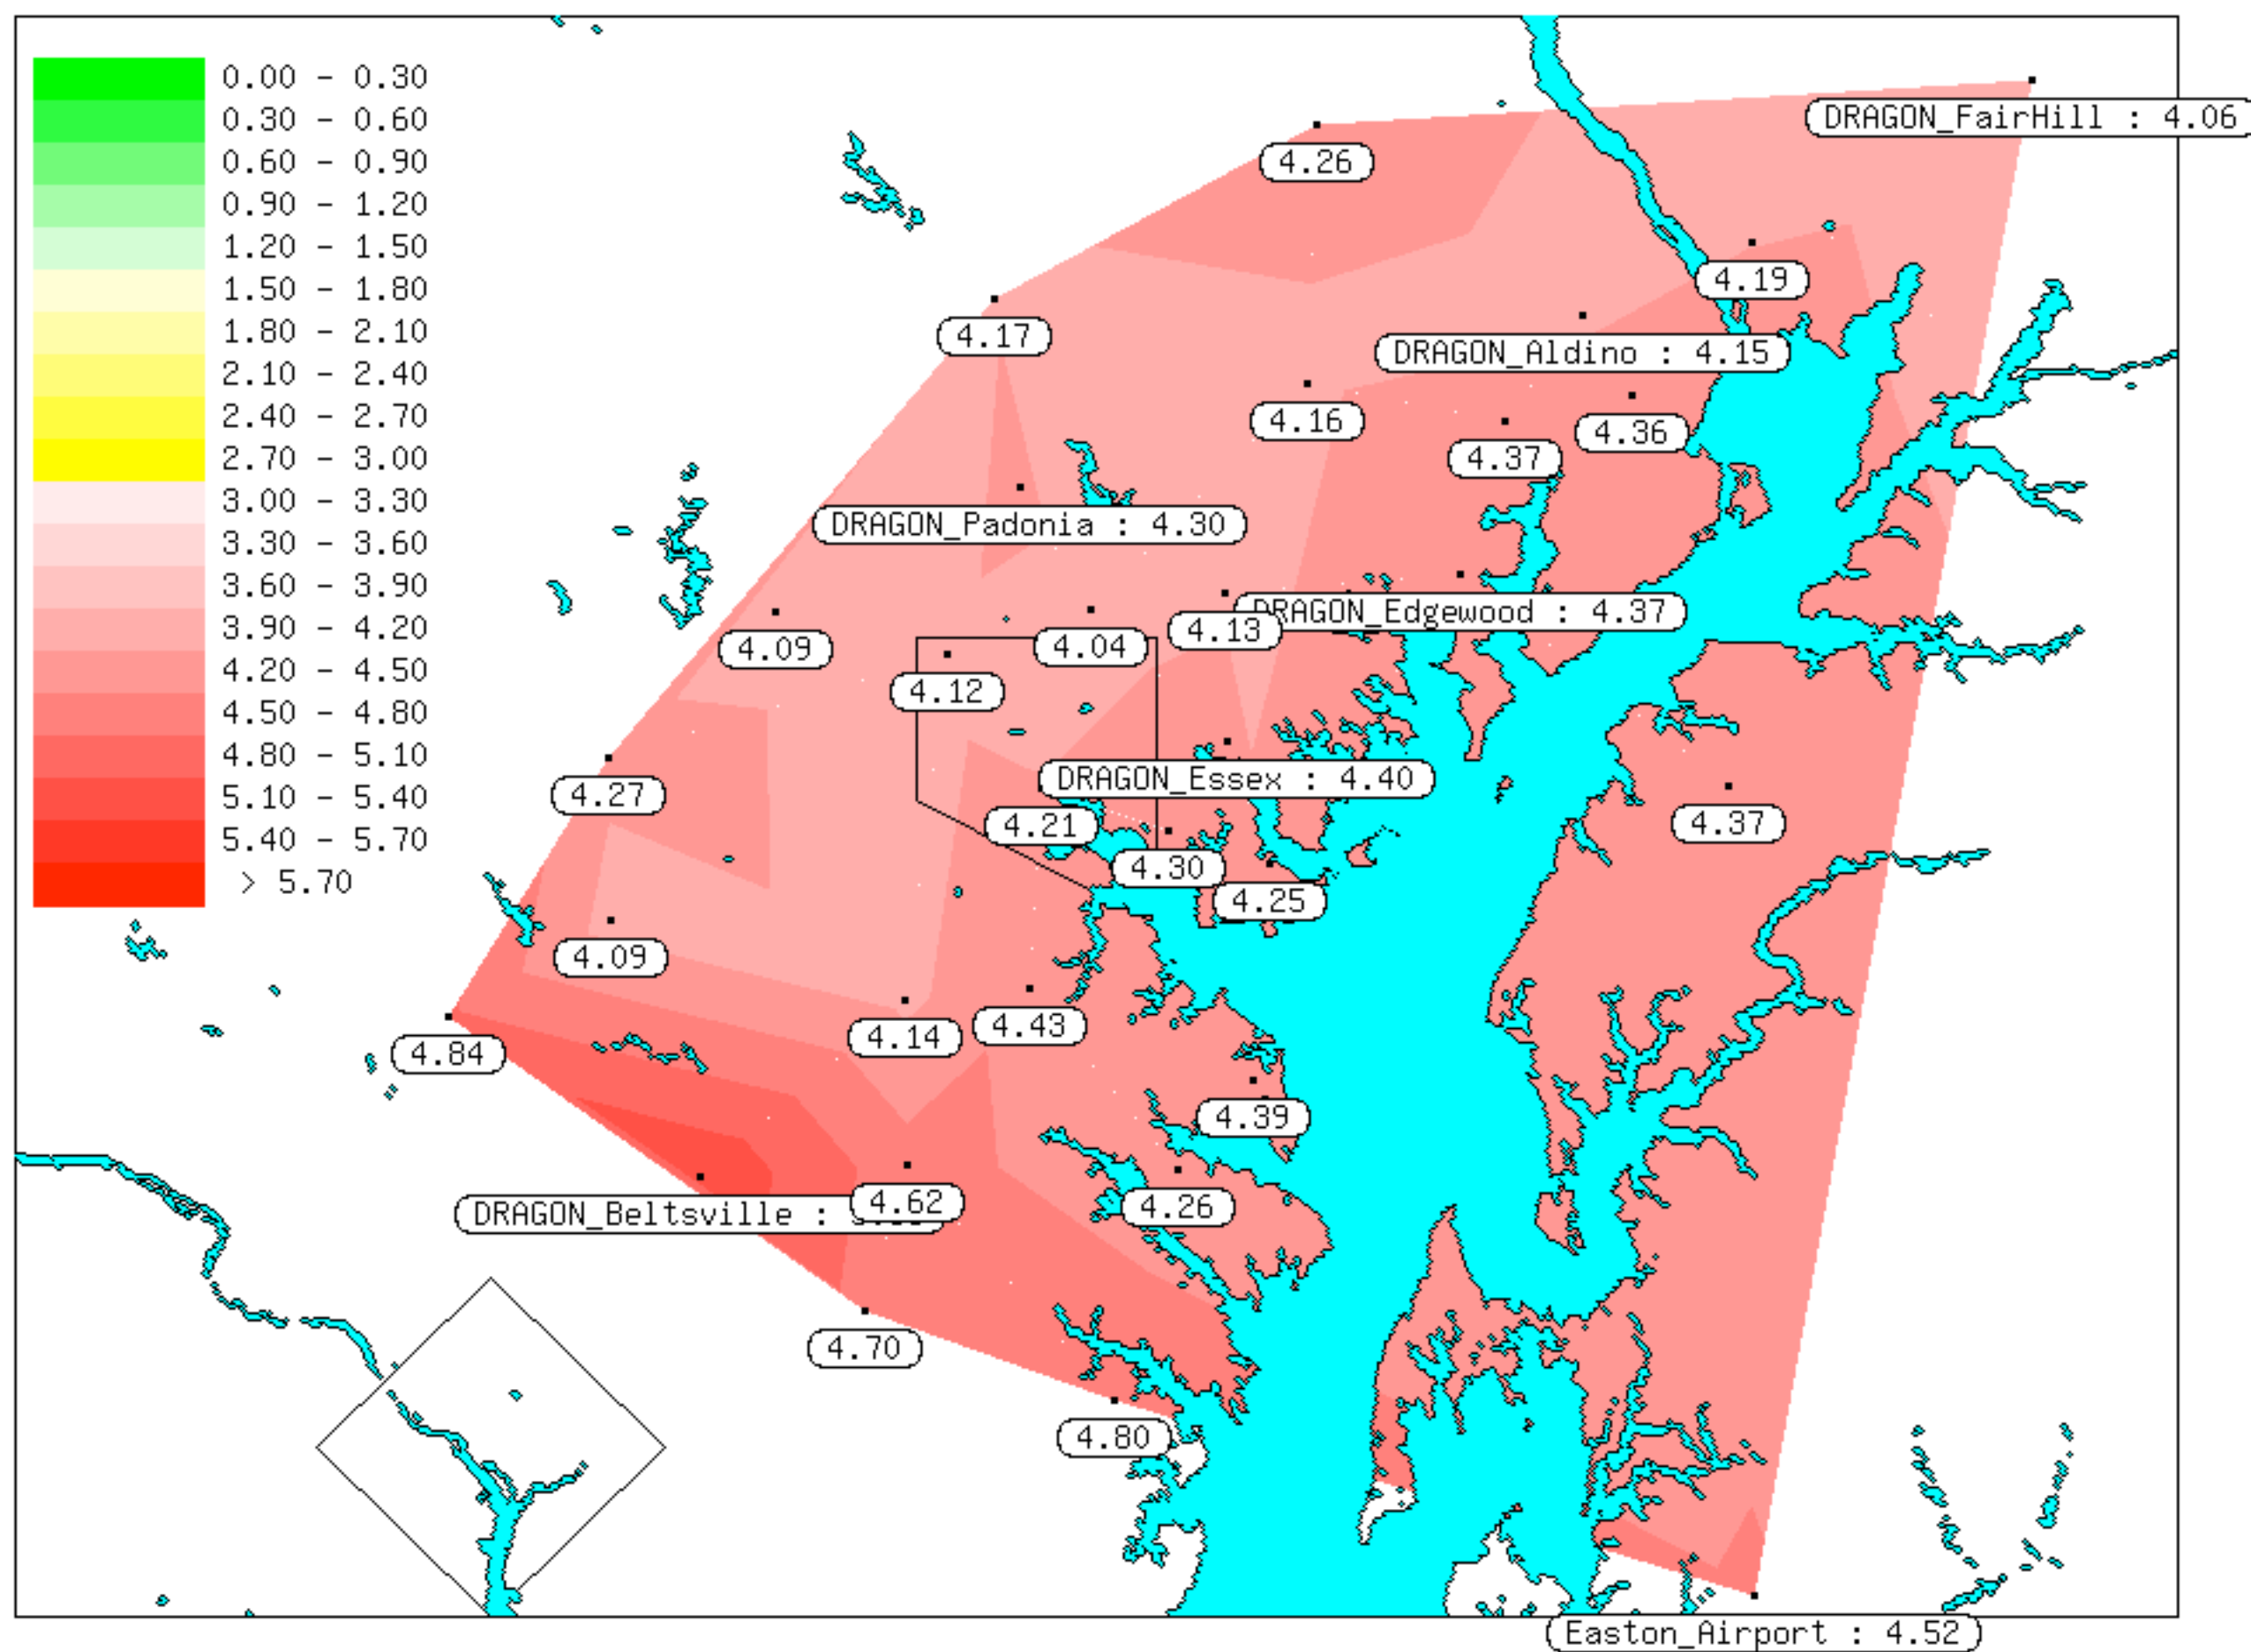 0.00 - 0.30
0.30 - 0.60
0.60 - 0.90
0.90 - 1.20
1.20 - 1.50
1.50 - 1.80
1.80 - 2.10
2.10 - 2.40
2.40 - 2.70
2.70 - 3.00
3.00 - 3.30
3.30 - 3.60
3.60 - 3.90
3.90 - 4.20
4.20 - 4.50
4.50 - 4.80
4.80 - 5.10
5.10 - 5.40
5.40 - 5.70
> 5.70
DRAGON_FairHill : 4.06
4.26
4.19
4.17
DRAGON_Aldino : 4.15
4.16
4.36
4.37
DRAGON_Padonia : 4.30
DRAGON_Edgewood : 4.37
4.13
4.04
4.09
4.12
DRAGON_Essex : 4.40
4.27
4.21
4.37
4.30
4.25
4.09
4.43
4.14
4.84
4.39
4.62
4.26
DRAGON_Beltsville :
4.70
4.80
Easton_Airport : 4.52